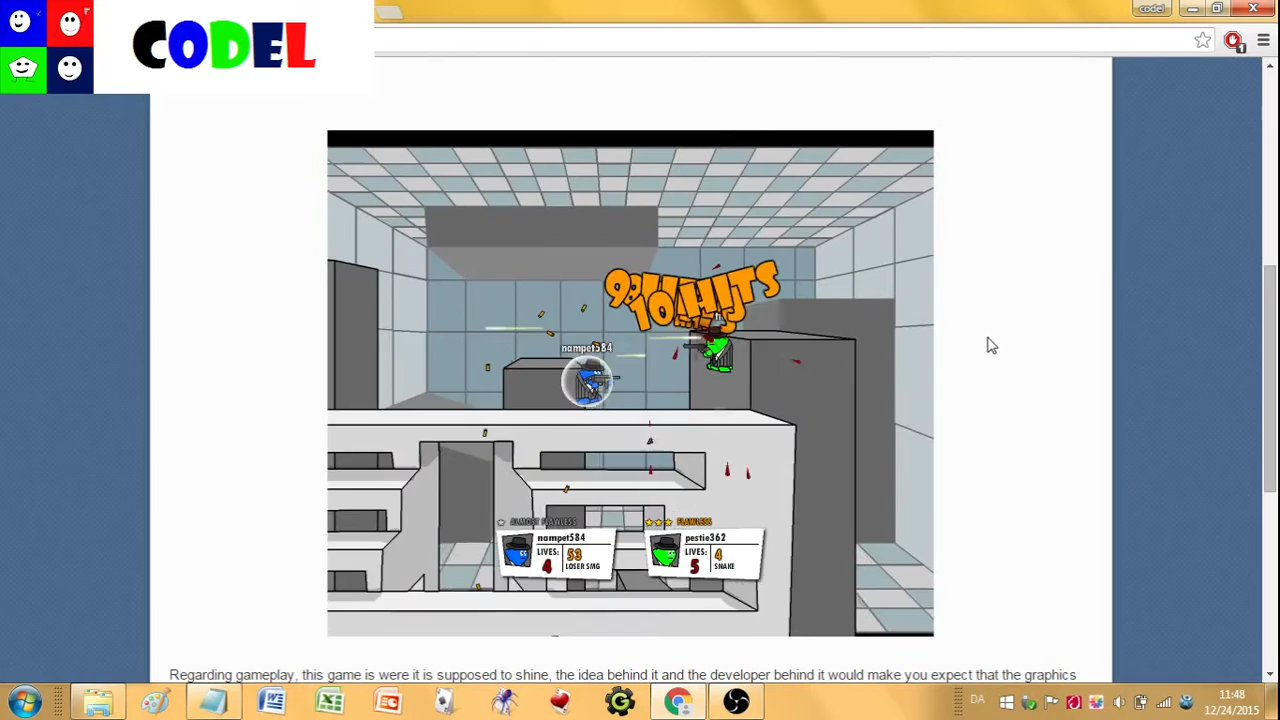 CODEL
codel
1
HITS
10
nampet584
ALMOST FLAWLESS
FLAWLESS
nampet584
pestie362
LIVES:
4
53
LOSER SMG
LIVES:
5
4
SNAKE
Regarding gameplay, this game is were it is supposed to shine, the idea behind it and the developer behind it would make you expect that the graphics
DA
11:48
12/24/2015